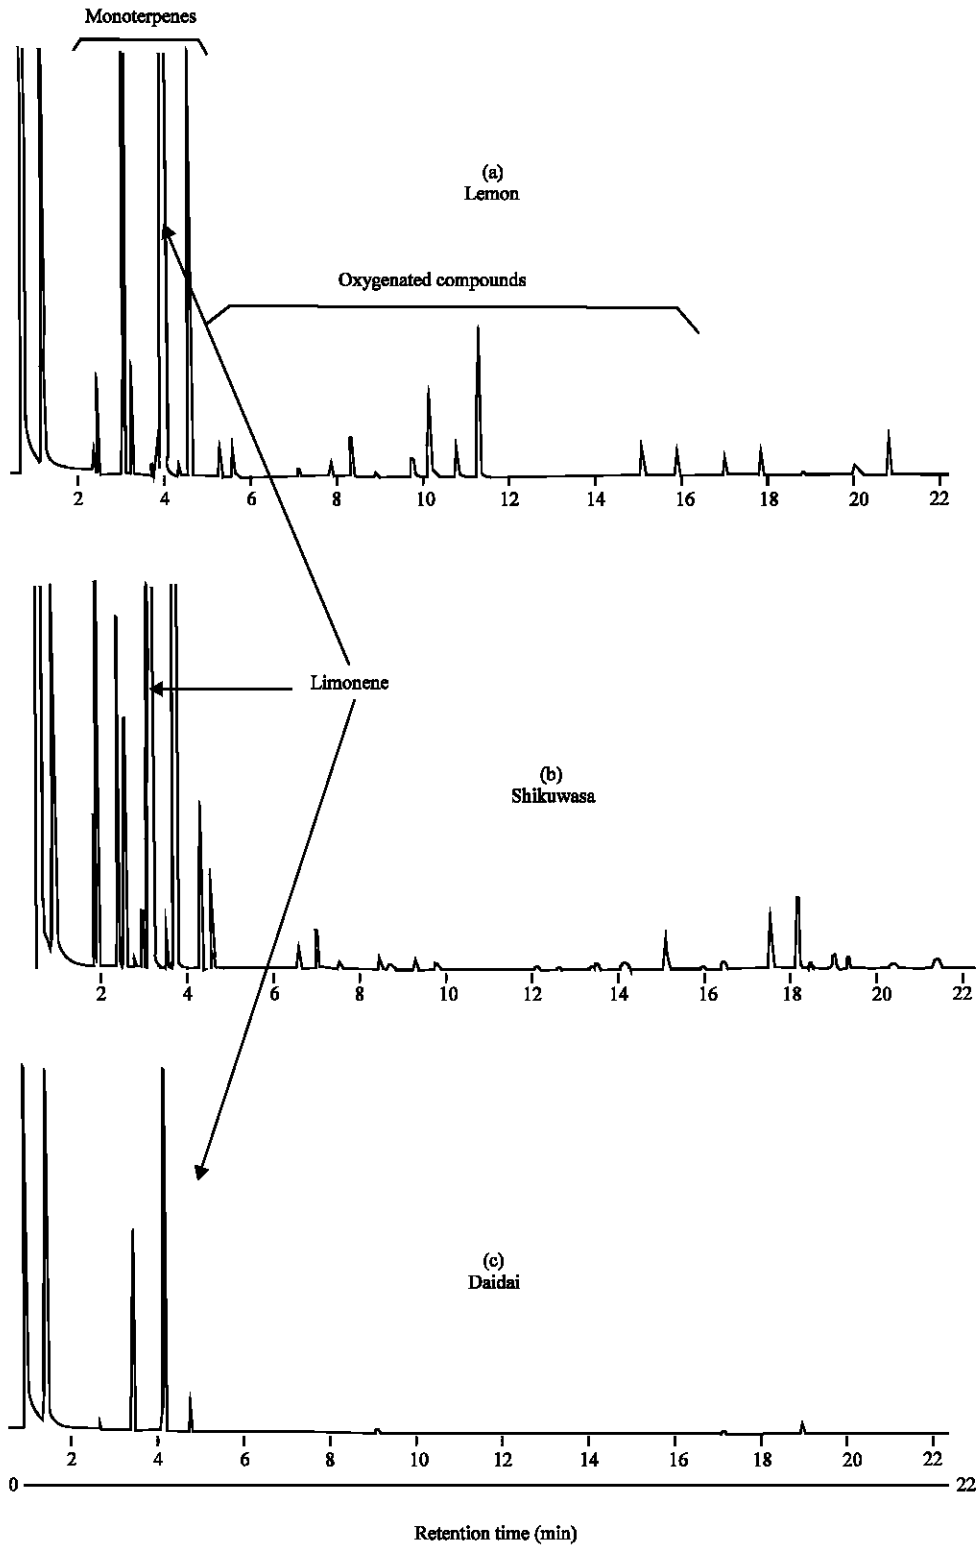 Monoterpenes
(a)
Lemon
Oxygenated compounds
2 4 6 8 10 12 14 16 18 20 22
Limonene
(b)
Shikuwasa
2 4 6 8 10 12 14 16 18 20 22
(c)
Daidai
2 4 6 8 10 12 14 16 18 20 22
0 22
Retention time (min)